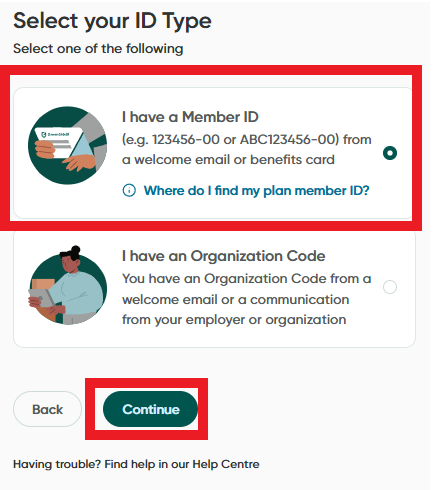 Select your ID Type
Select one of the following
GreenShield
I have a Member ID
(e.g. 123456-00 or ABC123456-00) from
a welcome email or benefits card
Where do I find my plan member ID?
I have an Organization Code
You have an Organization Code from a
welcome email or a communication
from your employer or organization
Back
Continue
Having trouble? Find help in our Help Centre